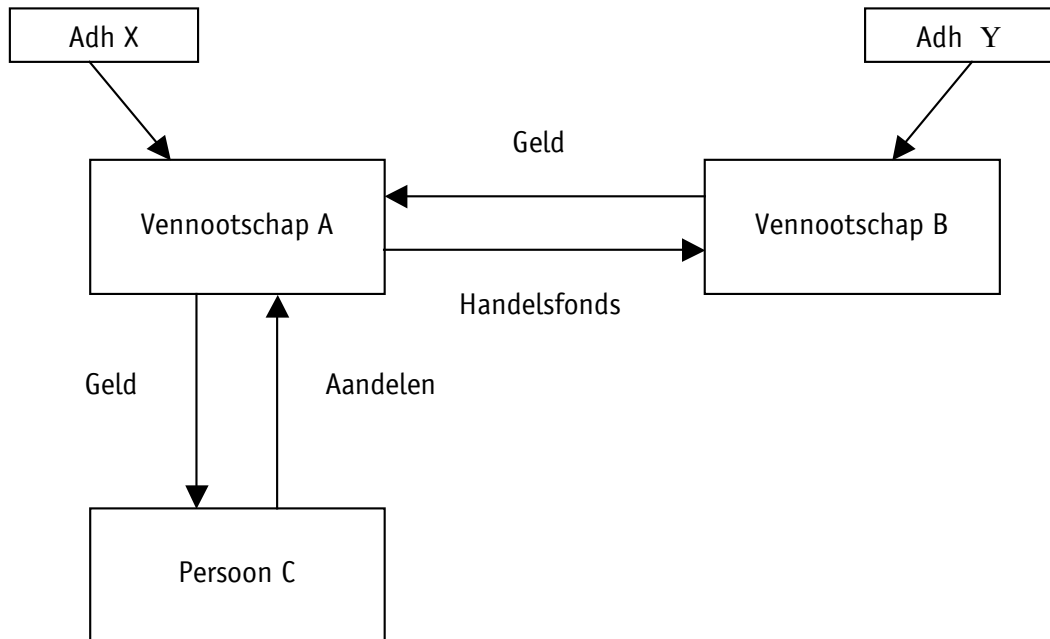 Adh X
Adh Y
Geld
Vennootschap A
Vennootschap B
Handelsfonds
Geld
Aandelen
Persoon C